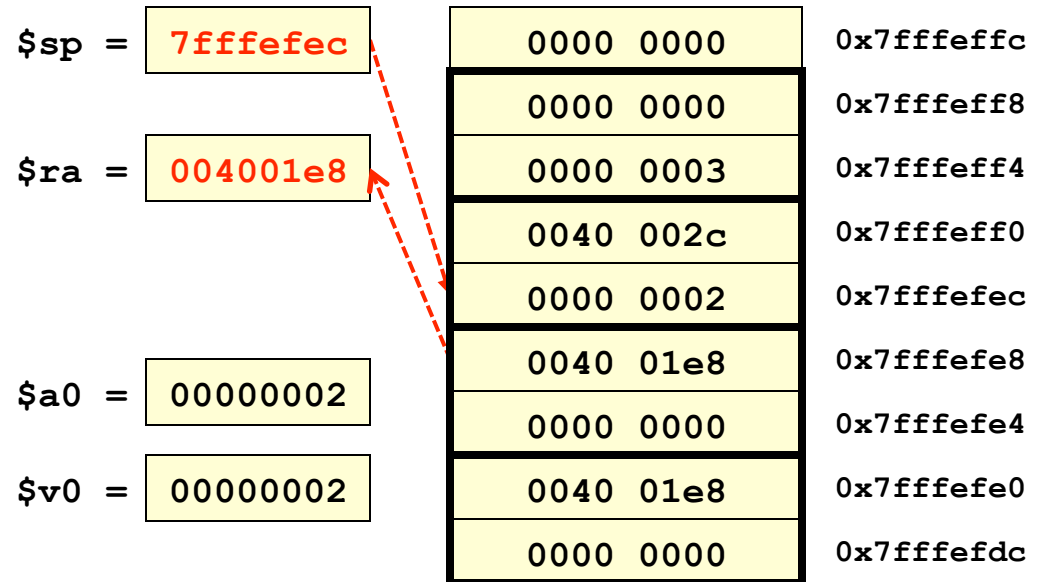 $sp = 7fffefec 0000 0000 0x7fffeffc
0000 0000 0x7fffeff8
$ra = 004001e8 0000 0003 0x7fffeff4
0040 002c 0x7fffeff0
0000 0002 0x7fffefec
0040 01e8 0x7fffefe8
$a0 = 00000002 0000 0000 0x7fffefe4
$v0 = 00000002 0040 01e8 0x7fffefe0
0000 0000 0x7fffefdc